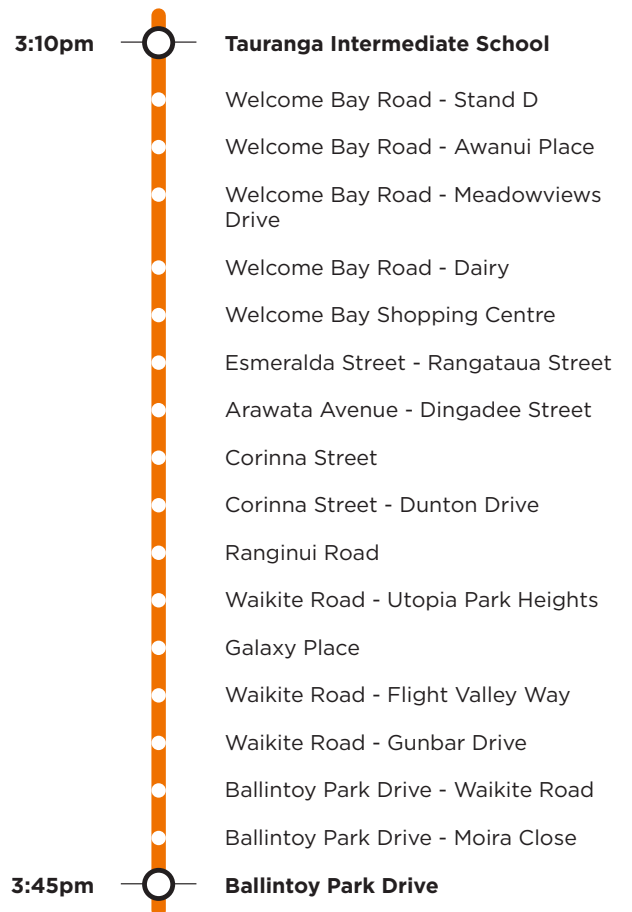 3:10pm Tauranga Intermediate School
Welcome Bay Road - Stand D
Welcome Bay Road - Awanui Place
Welcome Bay Road - Meadowviews
Drive
Welcome Bay Road - Dairy
Welcome Bay Shopping Centre
Esmeralda Street - Rangataua Street
Arawata Avenue - Dingadee Street
Corinna Street
Corinna Street - Dunton Drive
Ranginui Road
Waikite Road - Utopia Park Heights
Galaxy Place
Waikite Road - Flight Valley Way
Waikite Road - Gunbar Drive
Ballintoy Park Drive - Waikite Road
Ballintoy Park Drive - Moira Close
3:45pm Ballintoy Park Drive